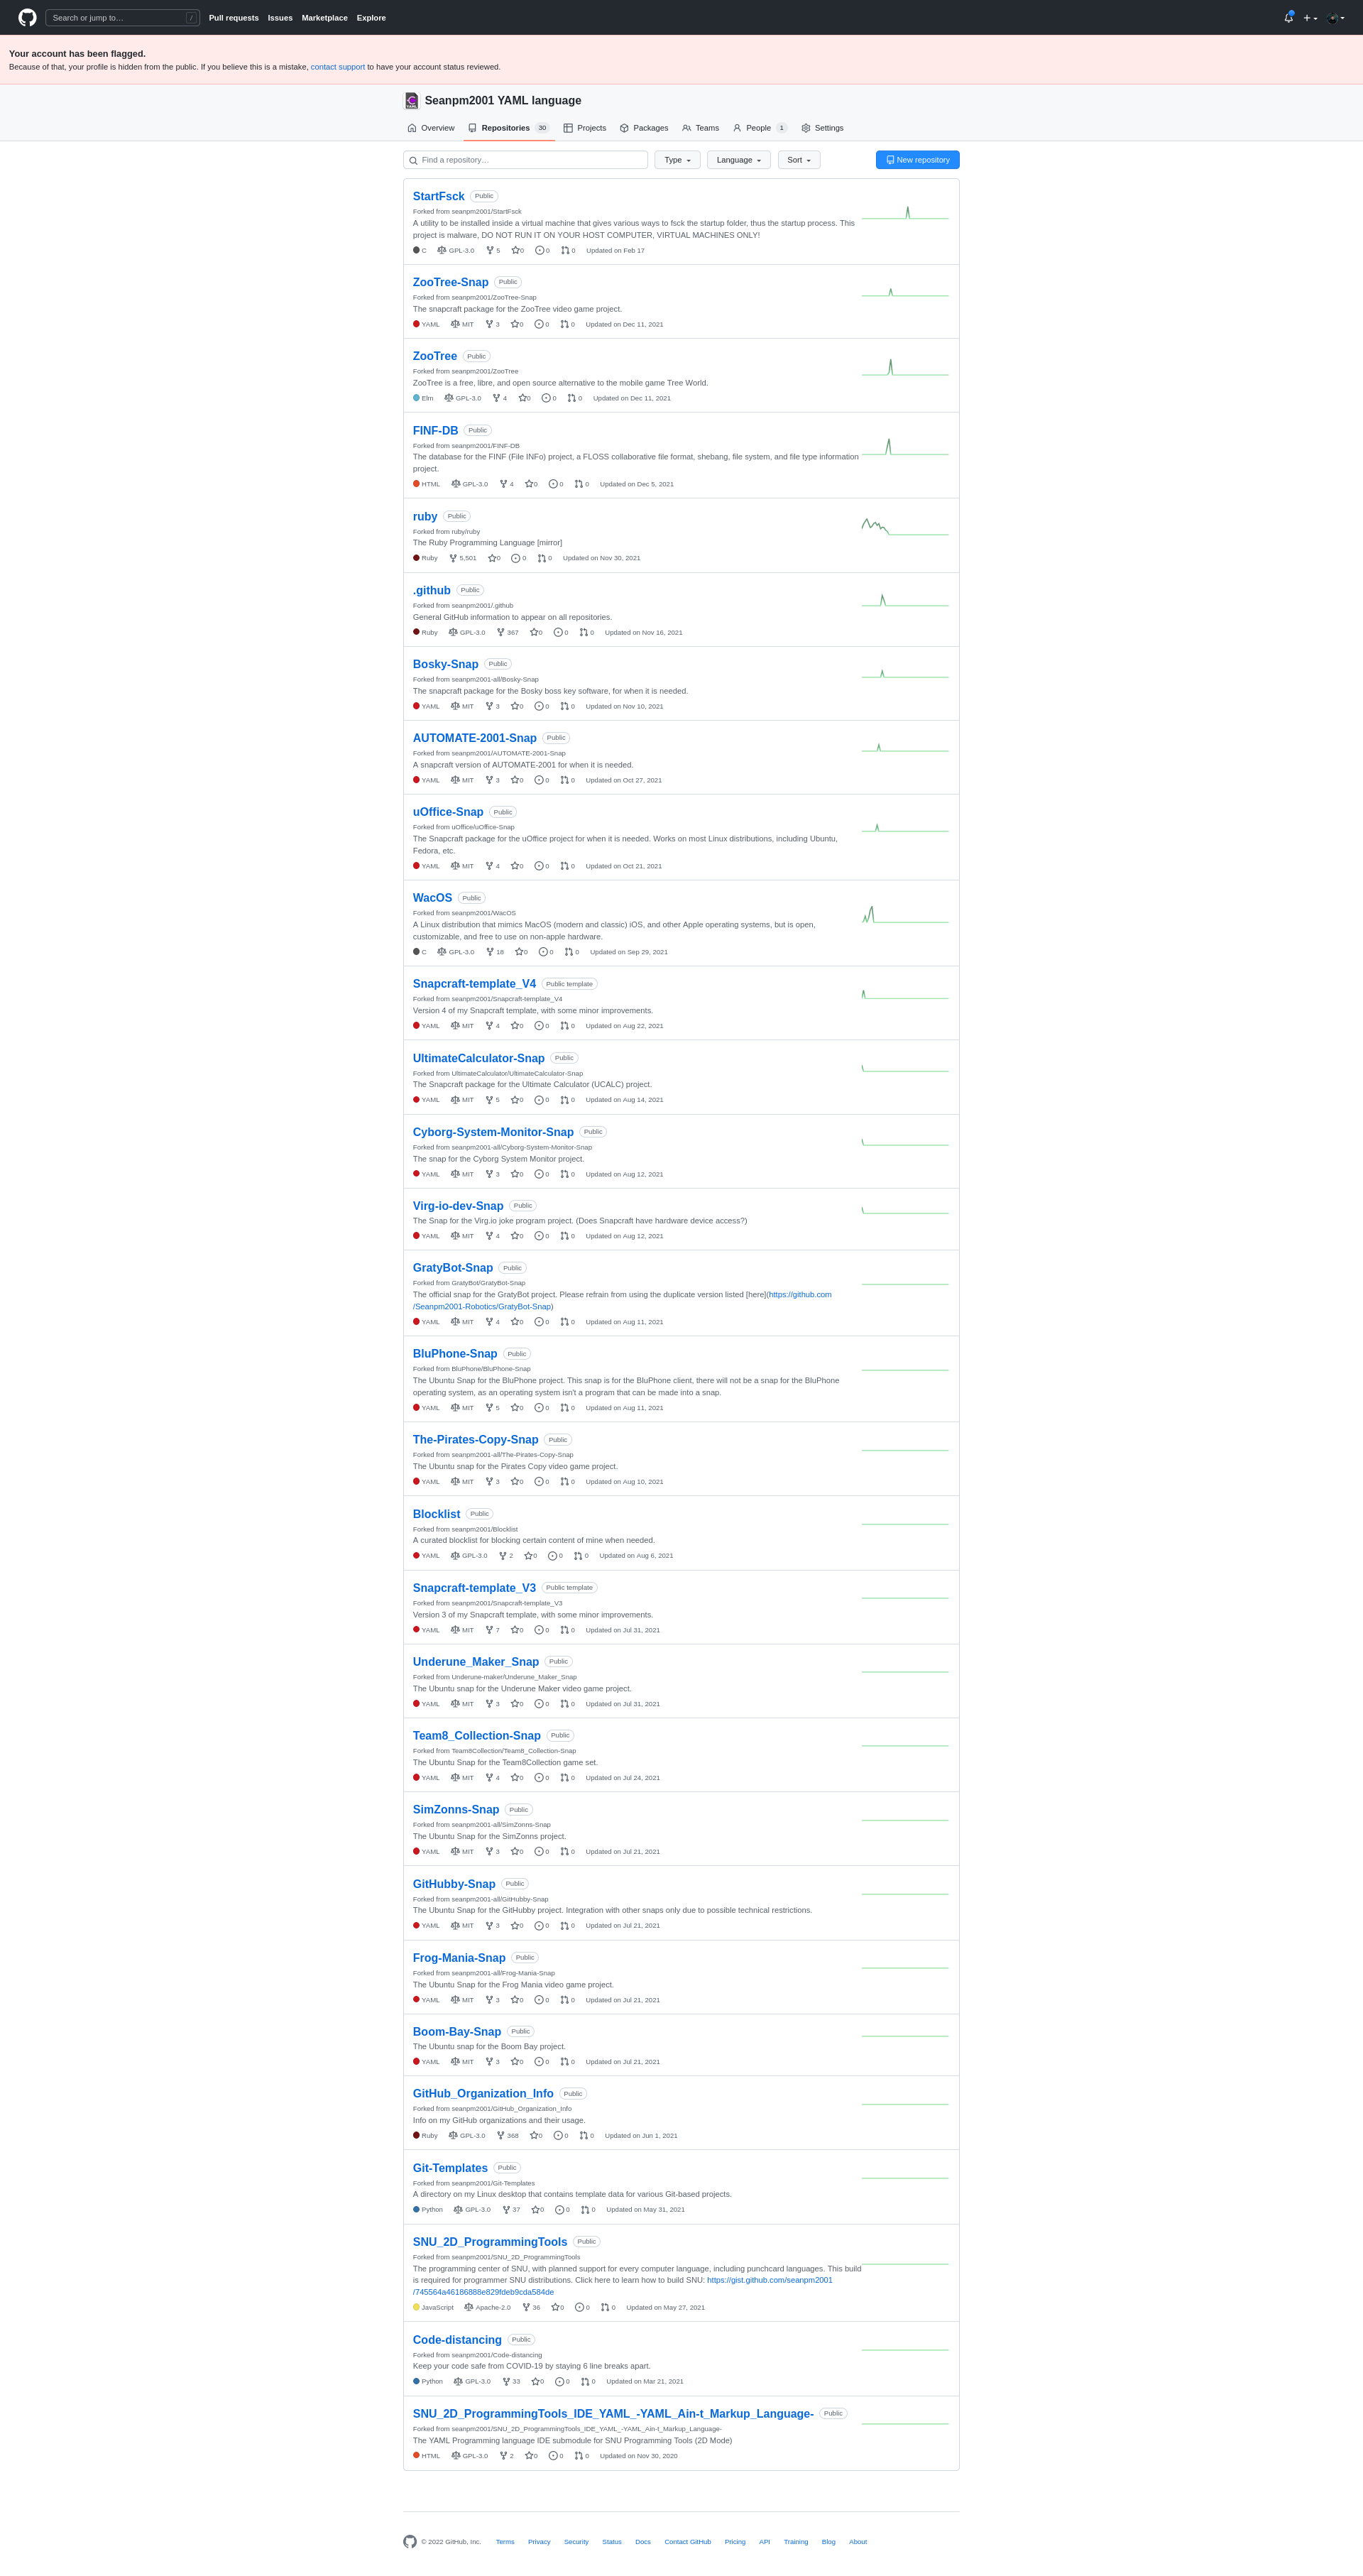 Search or jump to… /
Pull requests Issues Marketplace Explore
Your account has been flagged.
Because of that, your profile is hidden from the public. If you believe this is a mistake, contact support to have your account status reviewed.
Seanpm2001 YAML language
Overview Repositories 30 Projects Packages Teams People 1 Settings
Find a repository… Type Language Sort New repository
StartFsck Public
Forked from seanpm2001/StartFsck
A utility to be installed inside a virtual machine that gives various ways to fsck the startup folder, thus the startup process. This
project is malware, DO NOT RUN IT ON YOUR HOST COMPUTER, VIRTUAL MACHINES ONLY!
C GPL-3.0 5 0 0 0 Updated on Feb 17
ZooTree-Snap Public
Forked from seanpm2001/ZooTree-Snap
The snapcraft package for the ZooTree video game project.
YAML MIT 3 0 0 0 Updated on Dec 11, 2021
ZooTree Public
Forked from seanpm2001/ZooTree
ZooTree is a free, libre, and open source alternative to the mobile game Tree World.
Elm GPL-3.0 4 0 0 0 Updated on Dec 11, 2021
FINF-DB Public
Forked from seanpm2001/FINF-DB
The database for the FINF (File INFo) project, a FLOSS collaborative file format, shebang, file system, and file type information
project.
HTML GPL-3.0 4 0 0 0 Updated on Dec 5, 2021
ruby Public
Forked from ruby/ruby
The Ruby Programming Language [mirror]
Ruby 5,501 0 0 0 Updated on Nov 30, 2021
.github Public
Forked from seanpm2001/.github
General GitHub information to appear on all repositories.
Ruby GPL-3.0 367 0 0 0 Updated on Nov 16, 2021
Bosky-Snap Public
Forked from seanpm2001-all/Bosky-Snap
The snapcraft package for the Bosky boss key software, for when it is needed.
YAML MIT 3 0 0 0 Updated on Nov 10, 2021
AUTOMATE-2001-Snap Public
Forked from seanpm2001/AUTOMATE-2001-Snap
A snapcraft version of AUTOMATE-2001 for when it is needed.
YAML MIT 3 0 0 0 Updated on Oct 27, 2021
uOffice-Snap Public
Forked from uOffice/uOffice-Snap
The Snapcraft package for the uOffice project for when it is needed. Works on most Linux distributions, including Ubuntu,
Fedora, etc.
YAML MIT 4 0 0 0 Updated on Oct 21, 2021
WacOS Public
Forked from seanpm2001/WacOS
A Linux distribution that mimics MacOS (modern and classic) iOS, and other Apple operating systems, but is open,
customizable, and free to use on non-apple hardware.
C GPL-3.0 18 0 0 0 Updated on Sep 29, 2021
Snapcraft-template_V4 Public template
Forked from seanpm2001/Snapcraft-template_V4
Version 4 of my Snapcraft template, with some minor improvements.
YAML MIT 4 0 0 0 Updated on Aug 22, 2021
UltimateCalculator-Snap Public
Forked from UltimateCalculator/UltimateCalculator-Snap
The Snapcraft package for the Ultimate Calculator (UCALC) project.
YAML MIT 5 0 0 0 Updated on Aug 14, 2021
Cyborg-System-Monitor-Snap Public
Forked from seanpm2001-all/Cyborg-System-Monitor-Snap
The snap for the Cyborg System Monitor project.
YAML MIT 3 0 0 0 Updated on Aug 12, 2021
Virg-io-dev-Snap Public
The Snap for the Virg.io joke program project. (Does Snapcraft have hardware device access?)
YAML MIT 4 0 0 0 Updated on Aug 12, 2021
GratyBot-Snap Public
Forked from GratyBot/GratyBot-Snap
The official snap for the GratyBot project. Please refrain from using the duplicate version listed [here](https://github.com
/Seanpm2001-Robotics/GratyBot-Snap)
YAML MIT 4 0 0 0 Updated on Aug 11, 2021
BluPhone-Snap Public
Forked from BluPhone/BluPhone-Snap
The Ubuntu Snap for the BluPhone project. This snap is for the BluPhone client, there will not be a snap for the BluPhone
operating system, as an operating system isn't a program that can be made into a snap.
YAML MIT 5 0 0 0 Updated on Aug 11, 2021
The-Pirates-Copy-Snap Public
Forked from seanpm2001-all/The-Pirates-Copy-Snap
The Ubuntu snap for the Pirates Copy video game project.
YAML MIT 3 0 0 0 Updated on Aug 10, 2021
Blocklist Public
Forked from seanpm2001/Blocklist
A curated blocklist for blocking certain content of mine when needed.
YAML GPL-3.0 2 0 0 0 Updated on Aug 6, 2021
Snapcraft-template_V3 Public template
Forked from seanpm2001/Snapcraft-template_V3
Version 3 of my Snapcraft template, with some minor improvements.
YAML MIT 7 0 0 0 Updated on Jul 31, 2021
Underune_Maker_Snap Public
Forked from Underune-maker/Underune_Maker_Snap
The Ubuntu snap for the Underune Maker video game project.
YAML MIT 3 0 0 0 Updated on Jul 31, 2021
Team8_Collection-Snap Public
Forked from Team8Collection/Team8_Collection-Snap
The Ubuntu Snap for the Team8Collection game set.
YAML MIT 4 0 0 0 Updated on Jul 24, 2021
SimZonns-Snap Public
Forked from seanpm2001-all/SimZonns-Snap
The Ubuntu Snap for the SimZonns project.
YAML MIT 3 0 0 0 Updated on Jul 21, 2021
GitHubby-Snap Public
Forked from seanpm2001-all/GitHubby-Snap
The Ubuntu Snap for the GitHubby project. Integration with other snaps only due to possible technical restrictions.
YAML MIT 3 0 0 0 Updated on Jul 21, 2021
Frog-Mania-Snap Public
Forked from seanpm2001-all/Frog-Mania-Snap
The Ubuntu Snap for the Frog Mania video game project.
YAML MIT 3 0 0 0 Updated on Jul 21, 2021
Boom-Bay-Snap Public
The Ubuntu snap for the Boom Bay project.
YAML MIT 3 0 0 0 Updated on Jul 21, 2021
GitHub_Organization_Info Public
Forked from seanpm2001/GitHub_Organization_Info
Info on my GitHub organizations and their usage.
Ruby GPL-3.0 368 0 0 0 Updated on Jun 1, 2021
Git-Templates Public
Forked from seanpm2001/Git-Templates
A directory on my Linux desktop that contains template data for various Git-based projects.
Python GPL-3.0 37 0 0 0 Updated on May 31, 2021
SNU_2D_ProgrammingTools Public
Forked from seanpm2001/SNU_2D_ProgrammingTools
The programming center of SNU, with planned support for every computer language, including punchcard languages. This build
is required for programmer SNU distributions. Click here to learn how to build SNU: https://gist.github.com/seanpm2001
/745564a46186888e829fdeb9cda584de
JavaScript Apache-2.0 36 0 0 0 Updated on May 27, 2021
Code-distancing Public
Forked from seanpm2001/Code-distancing
Keep your code safe from COVID-19 by staying 6 line breaks apart.
Python GPL-3.0 33 0 0 0 Updated on Mar 21, 2021
SNU_2D_ProgrammingTools_IDE_YAML_-YAML_Ain-t_Markup_Language- Public
Forked from seanpm2001/SNU_2D_ProgrammingTools_IDE_YAML_-YAML_Ain-t_Markup_Language-
The YAML Programming language IDE submodule for SNU Programming Tools (2D Mode)
HTML GPL-3.0 2 0 0 0 Updated on Nov 30, 2020
© 2022 GitHub, Inc. Terms Privacy Security Status Docs Contact GitHub Pricing API Training Blog About